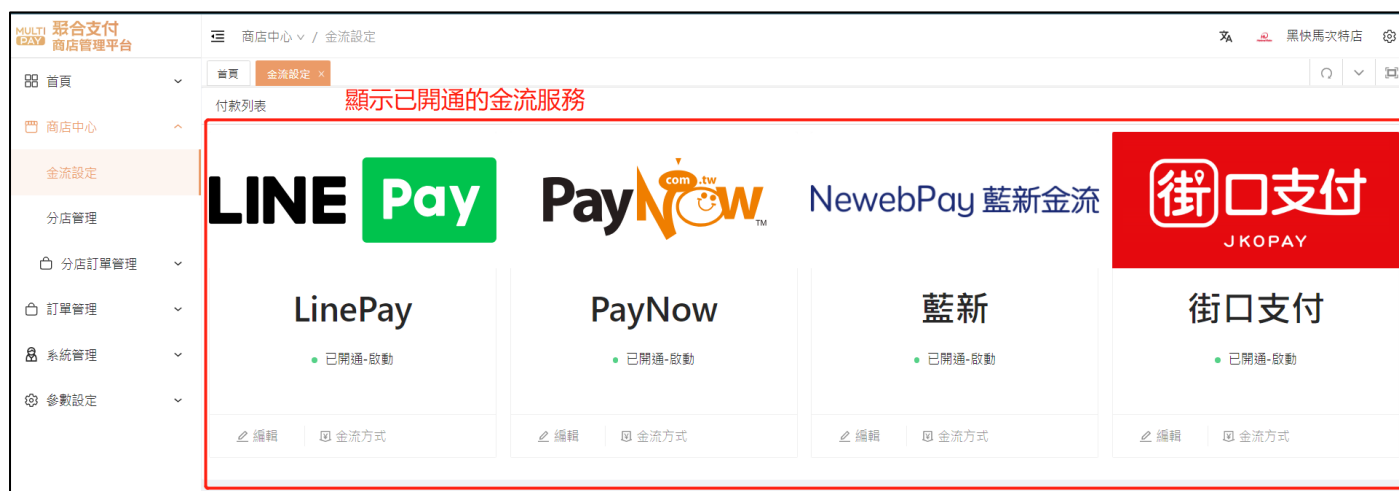 MULTI PAY 聚合支付
商店管理平台
商店中心 / 金流設定
黑快馬次特店
首頁
商店中心
金流設定
分店管理
分店訂單管理
訂單管理
系統管理
參數設定
首頁 金流設定 ×
付款列表
顯示已開通的金流服務
LINE Pay
PayNow com.tw TM
NewebPay 藍新金流
街口支付
JKOPAY
LinePay
已開通-啟動
編輯 金流方式
PayNow
已開通-啟動
編輯 金流方式
藍新
已開通-啟動
編輯 金流方式
街口支付
已開通-啟動
編輯 金流方式